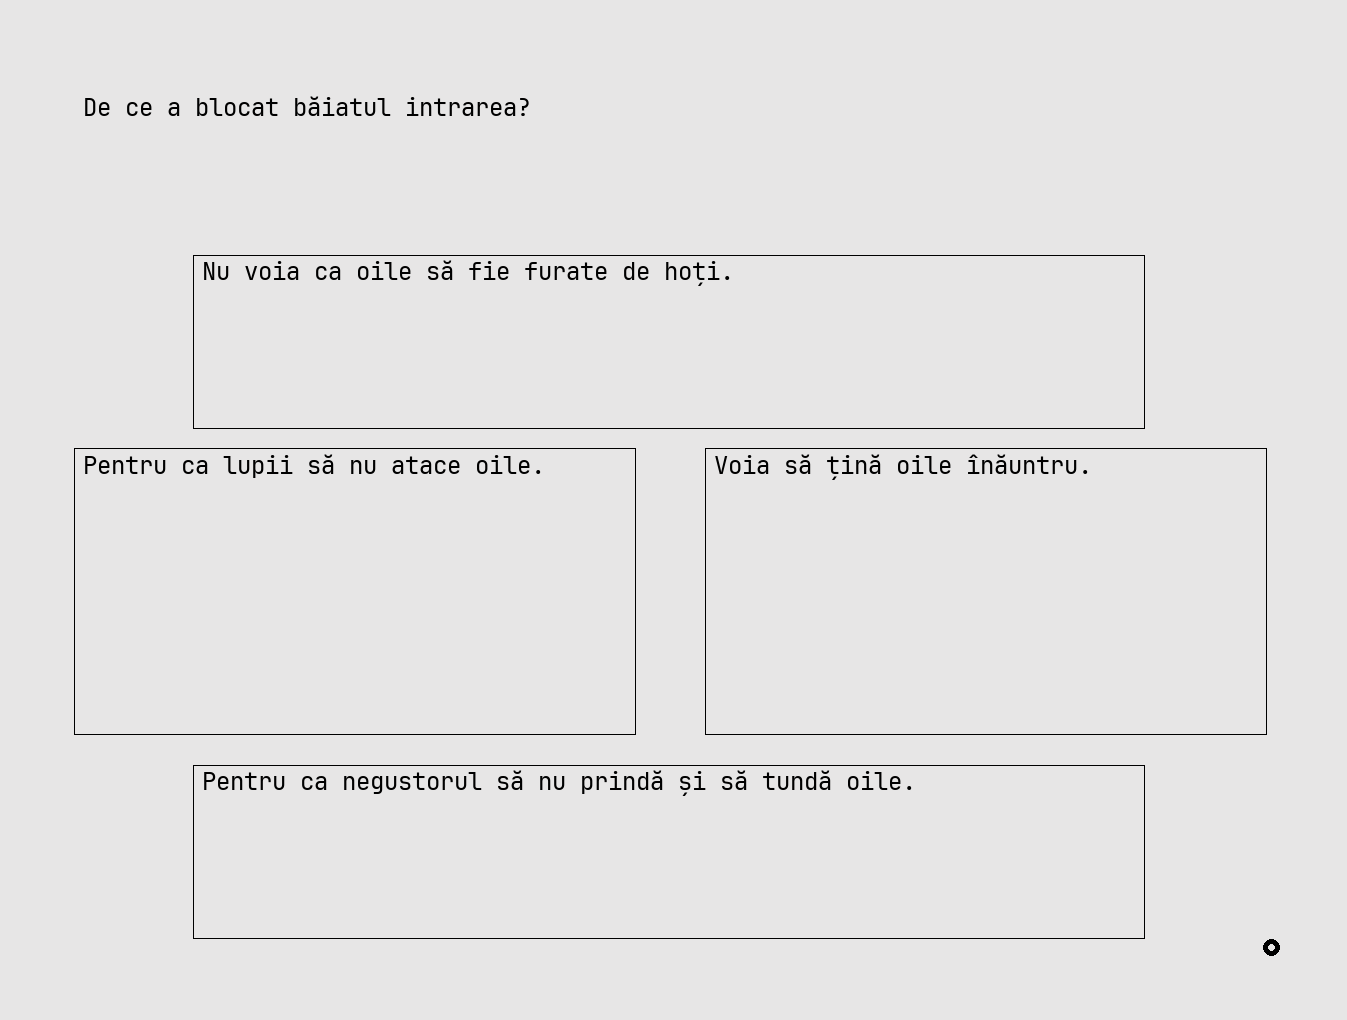 De ce a blocat băiatul intrarea?
Nu voia ca oile să fie furate de hoți.
Pentru ca lupii să nu atace oile.
Voia să țină oile înăuntru.
Pentru ca negustorul să nu prindă și să tundă oile.